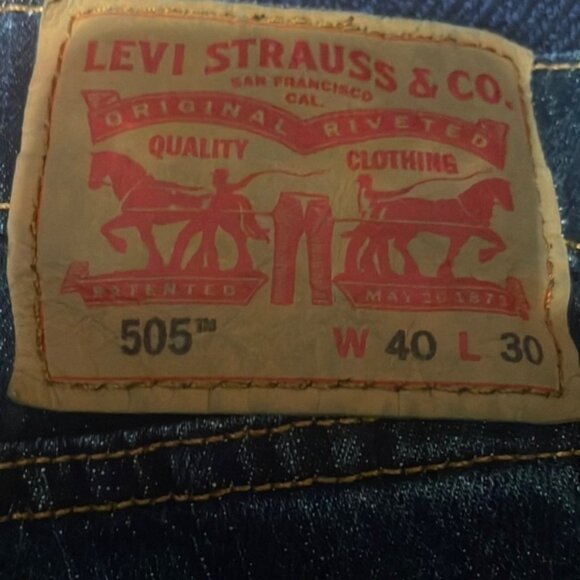 LEVI STRAUSS & CO.
SAN FRANCISCO
CAL.
ORIGINAL RIVETED
QUALITY CLOTHING
PATENTED MAY 20 1873
505™ W 40 L 30